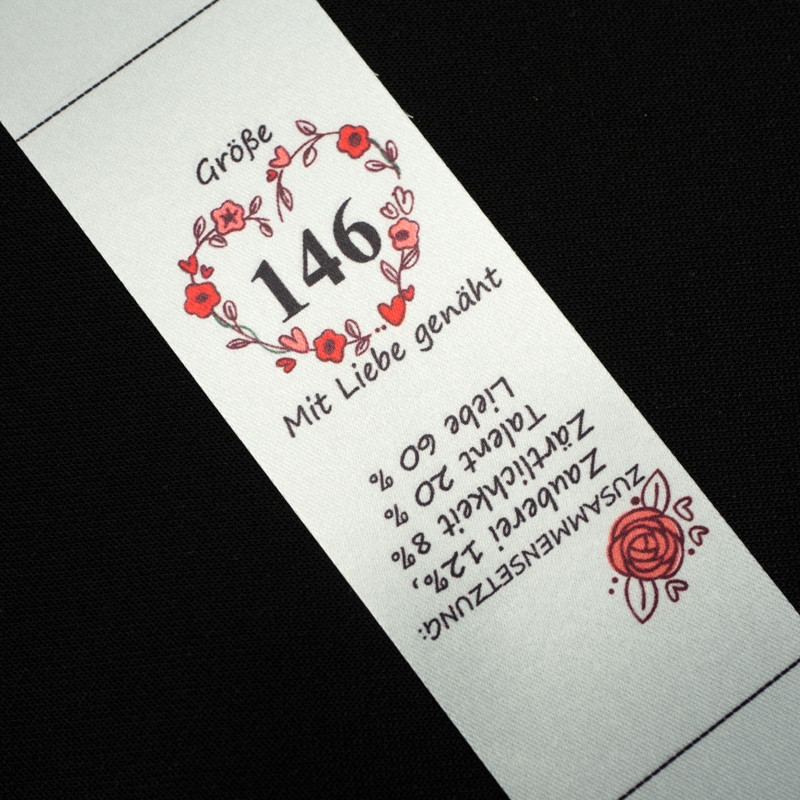 Größe
146
Mit Liebe genäht
ZUSAMMENSETZUNG:
Zauberei 12%,
Zärtlichkeit 8%
Talent 20 %
Liebe 60 %